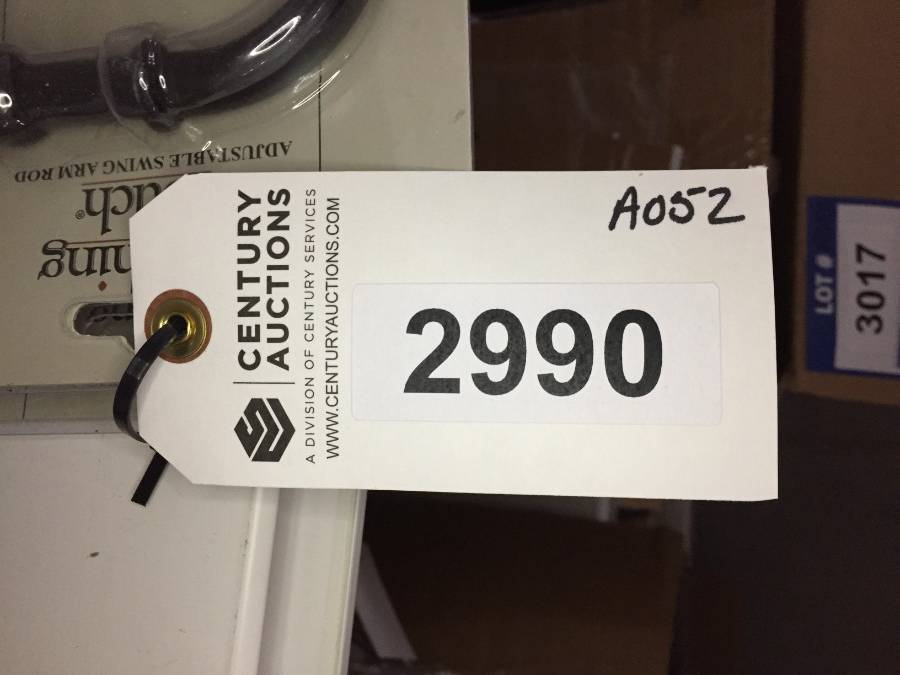 CENTURY
AUCTIONS
A DIVISION OF CENTURY SERVICES
WWW.CENTURYAUCTIONS.COM
2990
A052
ADJUSTABLE SWING ARM ROD
LOT #
3017